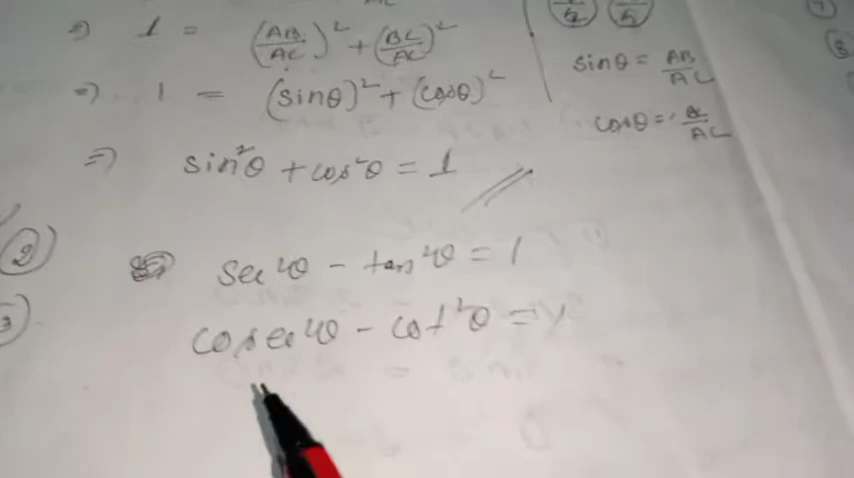 ⇒ 1 = (AB/AC)² + (BC/AC)²
⇒ 1 = (sinθ)² + (cosθ)²
sinθ = AB/AC
cosθ = BC/AC
⇒ sin²θ + cos²θ = 1
② sec²θ - tan²θ = 1
③ cosec²θ - cot²θ =